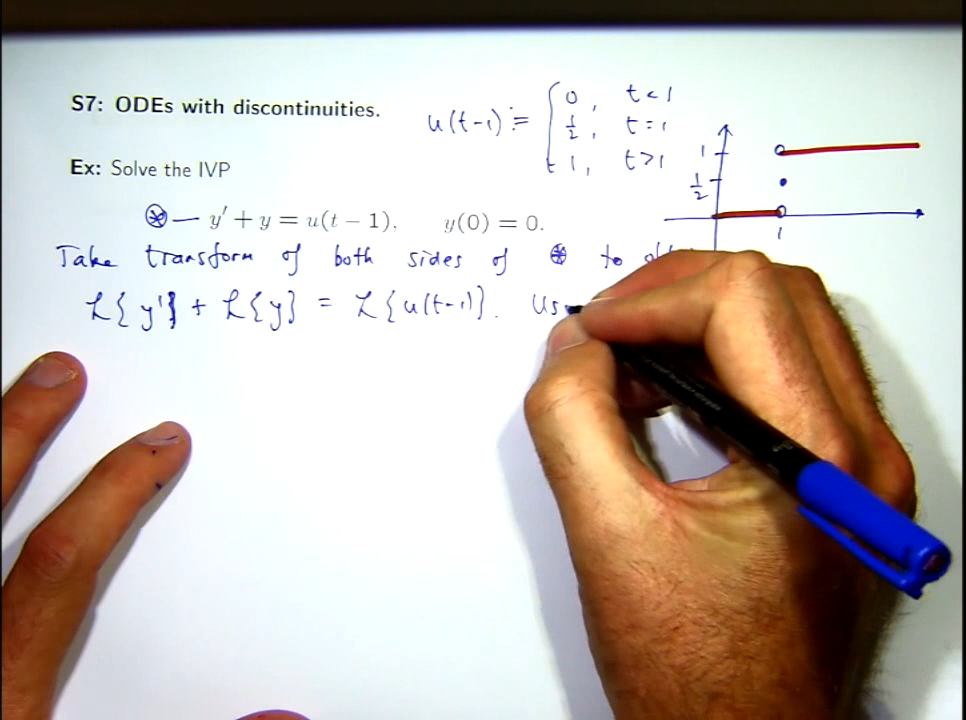 S7: ODEs with discontinuities.
u(t-1) := { 0, t < 1
1/2, t = 1
1, t > 1
1
1/2
1
Ex: Solve the IVP
⊛ — y′ + y = u(t − 1), y(0) = 0.
Take transform of both sides of ⊛ to
ℒ{y'} + ℒ{y} = ℒ{u(t-1)}. Us